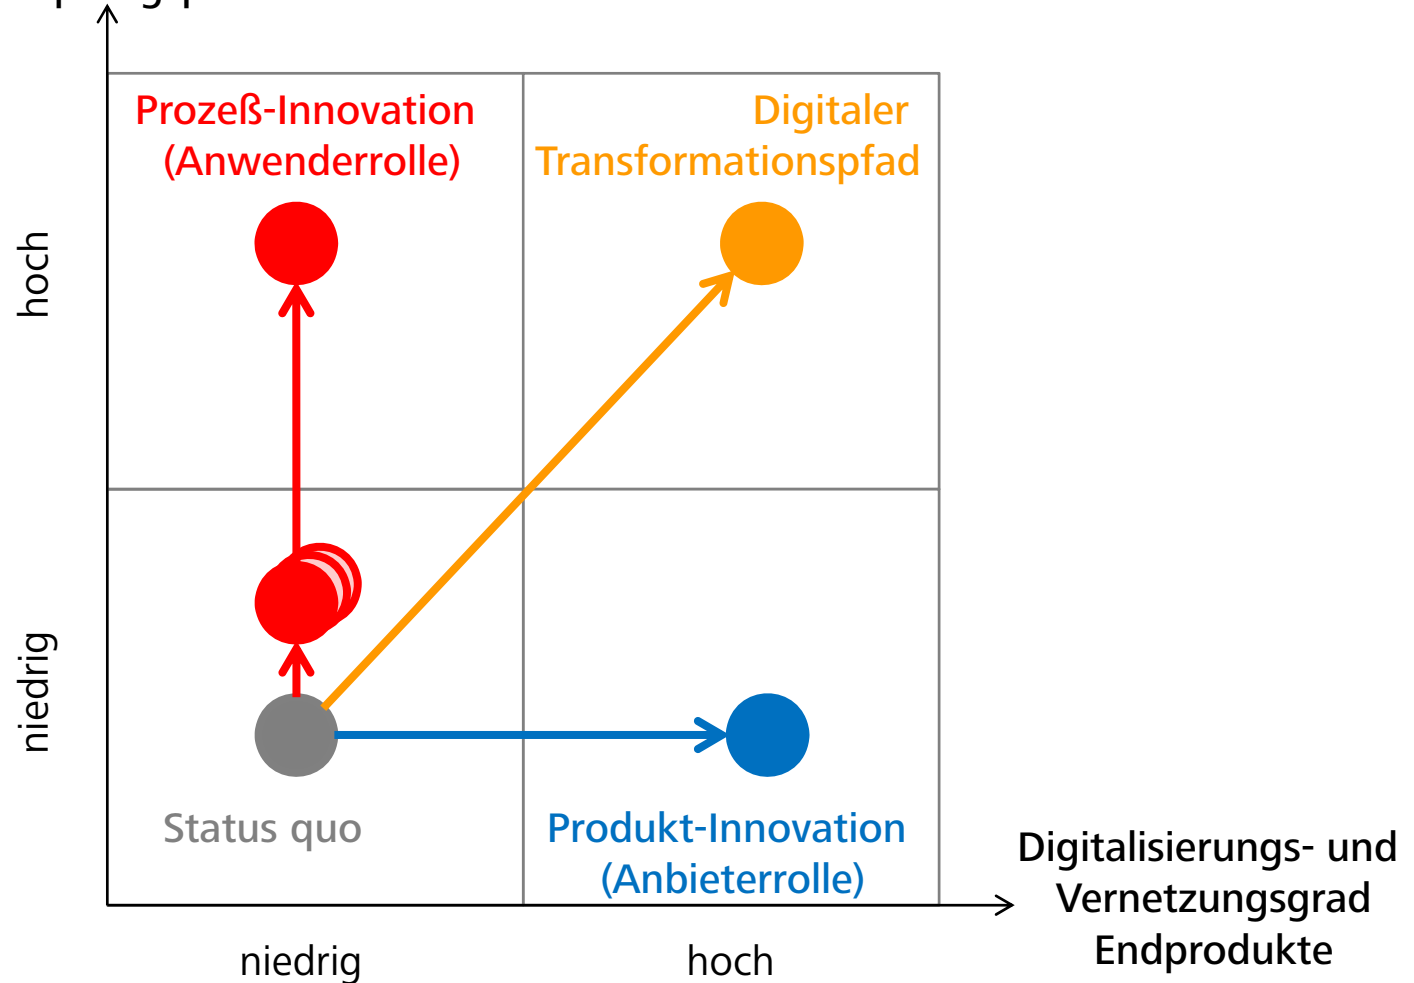 Prozeß-Innovation
(Anwenderrolle)
Digitaler
Transformationspfad
hoch
niedrig
Status quo
Produkt-Innovation
(Anbieterrolle)
Digitalisierungs- und
Vernetzungsgrad
Endprodukte
niedrig
hoch